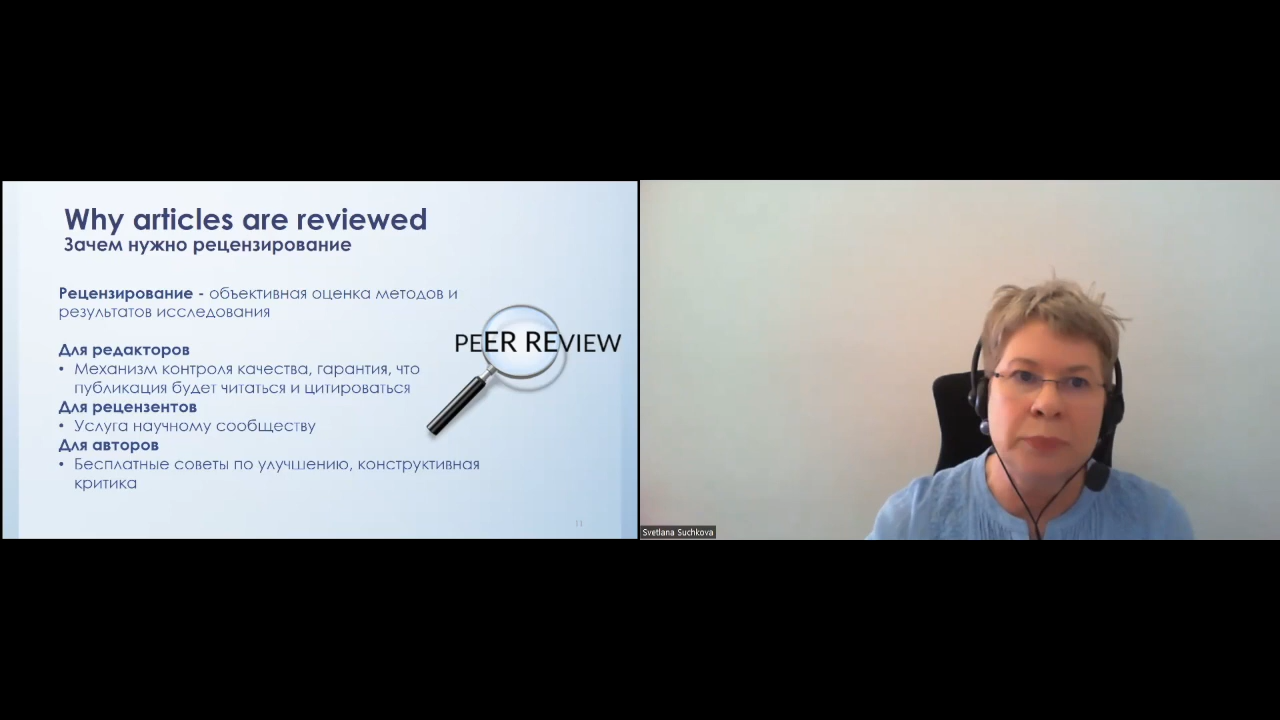 Why articles are reviewed
Зачем нужно рецензирование
Рецензирование - объективная оценка методов и
результатов исследования
Для редакторов
• Механизм контроля качества, гарантия, что
публикация будет читаться и цитироваться
Для рецензентов
• Услуга научному сообществу
Для авторов
• Бесплатные советы по улучшению, конструктивная
критика
PEER REVIEW
11
Svetlana Suchkova